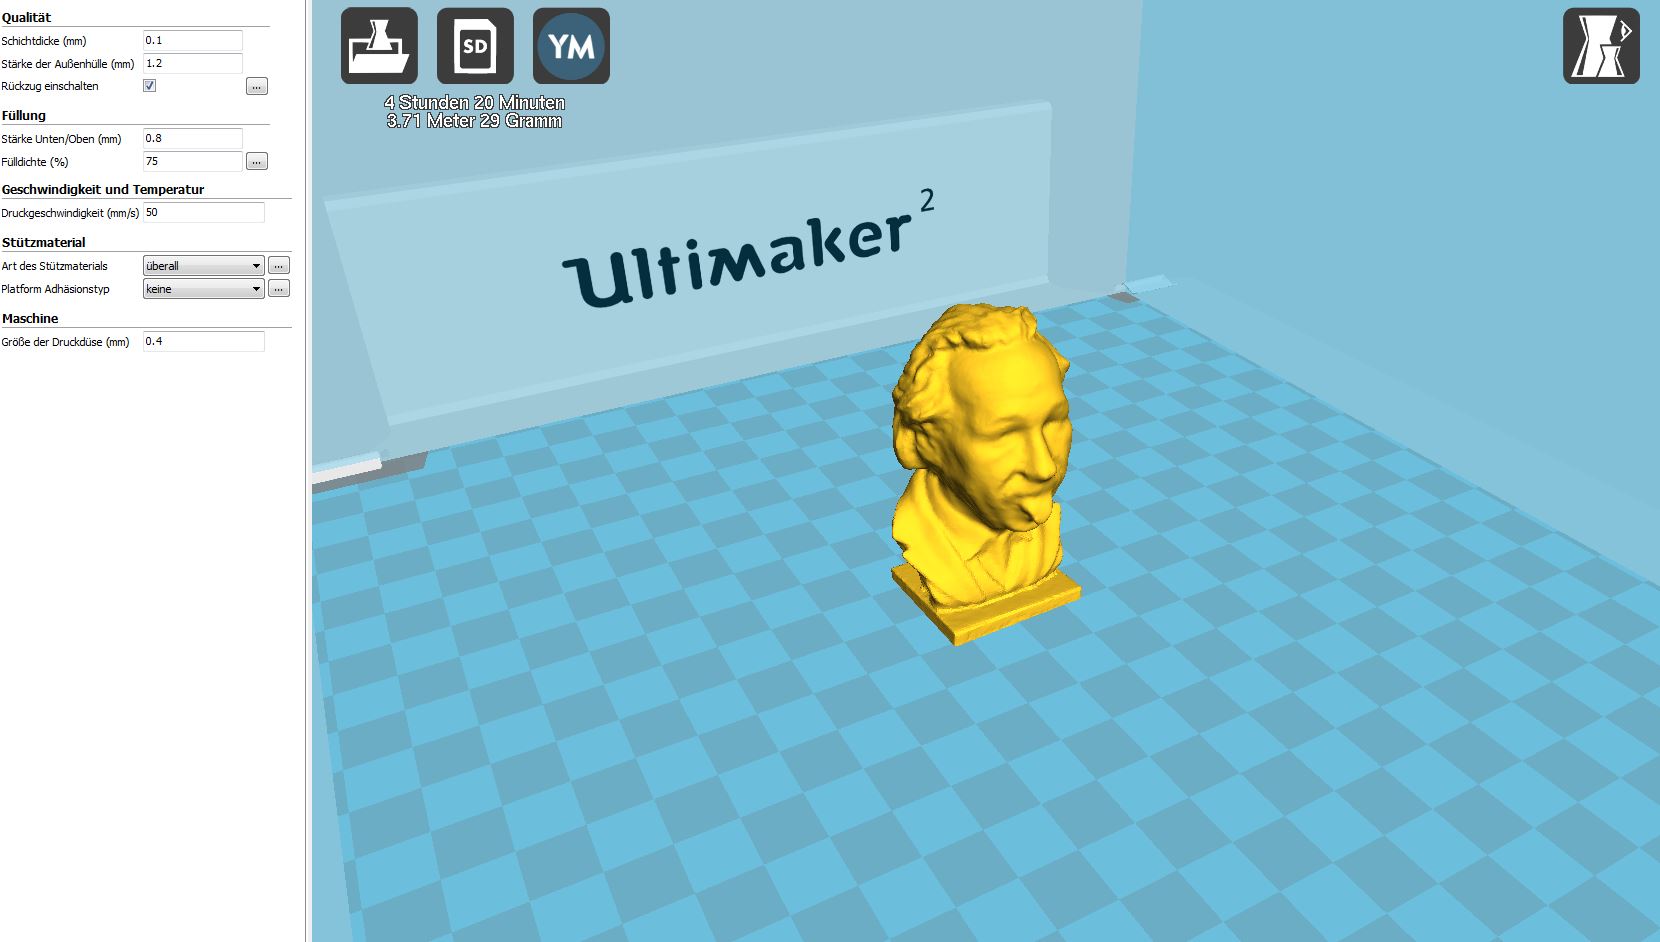 Qualität
Schichtdicke (mm) 0.1
Stärke der Außenhülle (mm) 1.2
Rückzug einschalten ...
Füllung
Stärke Unten/Oben (mm) 0.8
Fülldichte (%) 75 ...
Geschwindigkeit und Temperatur
Druckgeschwindigkeit (mm/s) 50
Stützmaterial
Art des Stützmaterials überall ...
Platform Adhäsionstyp keine ...
Maschine
Größe der Druckdüse (mm) 0.4
SD
YM
4 Stunden 20 Minuten
3.71 Meter 29 Gramm
Ultimaker 2